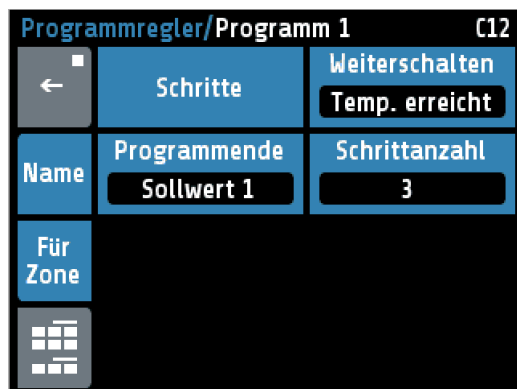 Programmregler/Programm 1 C12
Schritte
Weiterschalten
Temp. erreicht
Name
Programmende
Sollwert 1
Schrittanzahl
3
Für
Zone